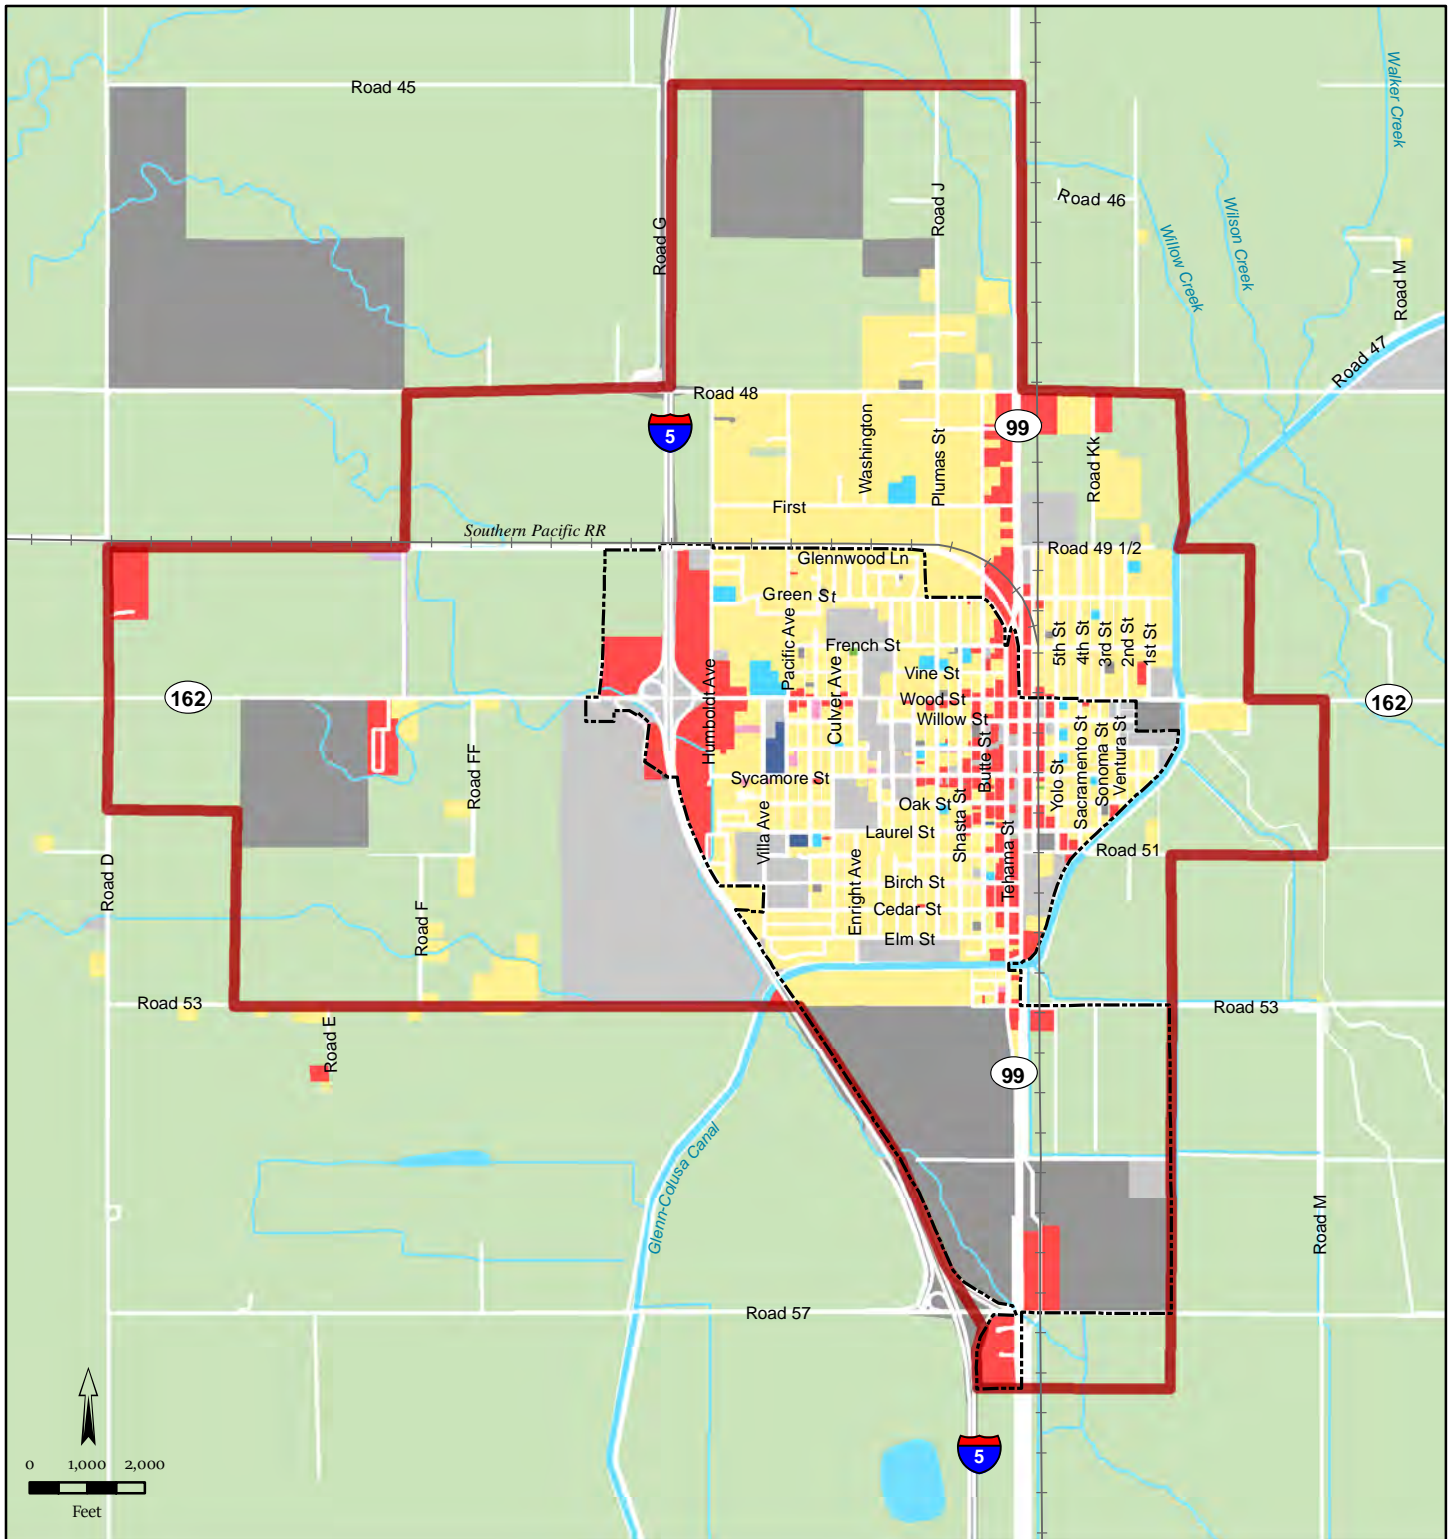 Road 45
Walker Creek
Road J
Road 46
Wilson Creek
Willow Creek
Road G
Road M
Road 47
Road 48
5
99
Washington
Plumas St
Road Kk
First
Southern Pacific RR
Road 49 1/2
Glennwood Ln
Green St
Pacific Ave
French St
5th St
4th St
3rd St
2nd St
1st St
Culver Ave
Vine St
Humboldt Ave
162
Wood St
162
Willow St
Butte St
Sacramento St
Sonoma St
Ventura St
Yolo St
Road FF
Sycamore St
Oak St
Shasta St
Villa Ave
Laurel St
Tehama St
Road 51
Road D
Enright Ave
Birch St
Road F
Cedar St
Elm St
Road 53
Road 53
Road E
99
Glenn-Colusa Canal
Road M
Road 57
5
0 1,000 2,000
Feet